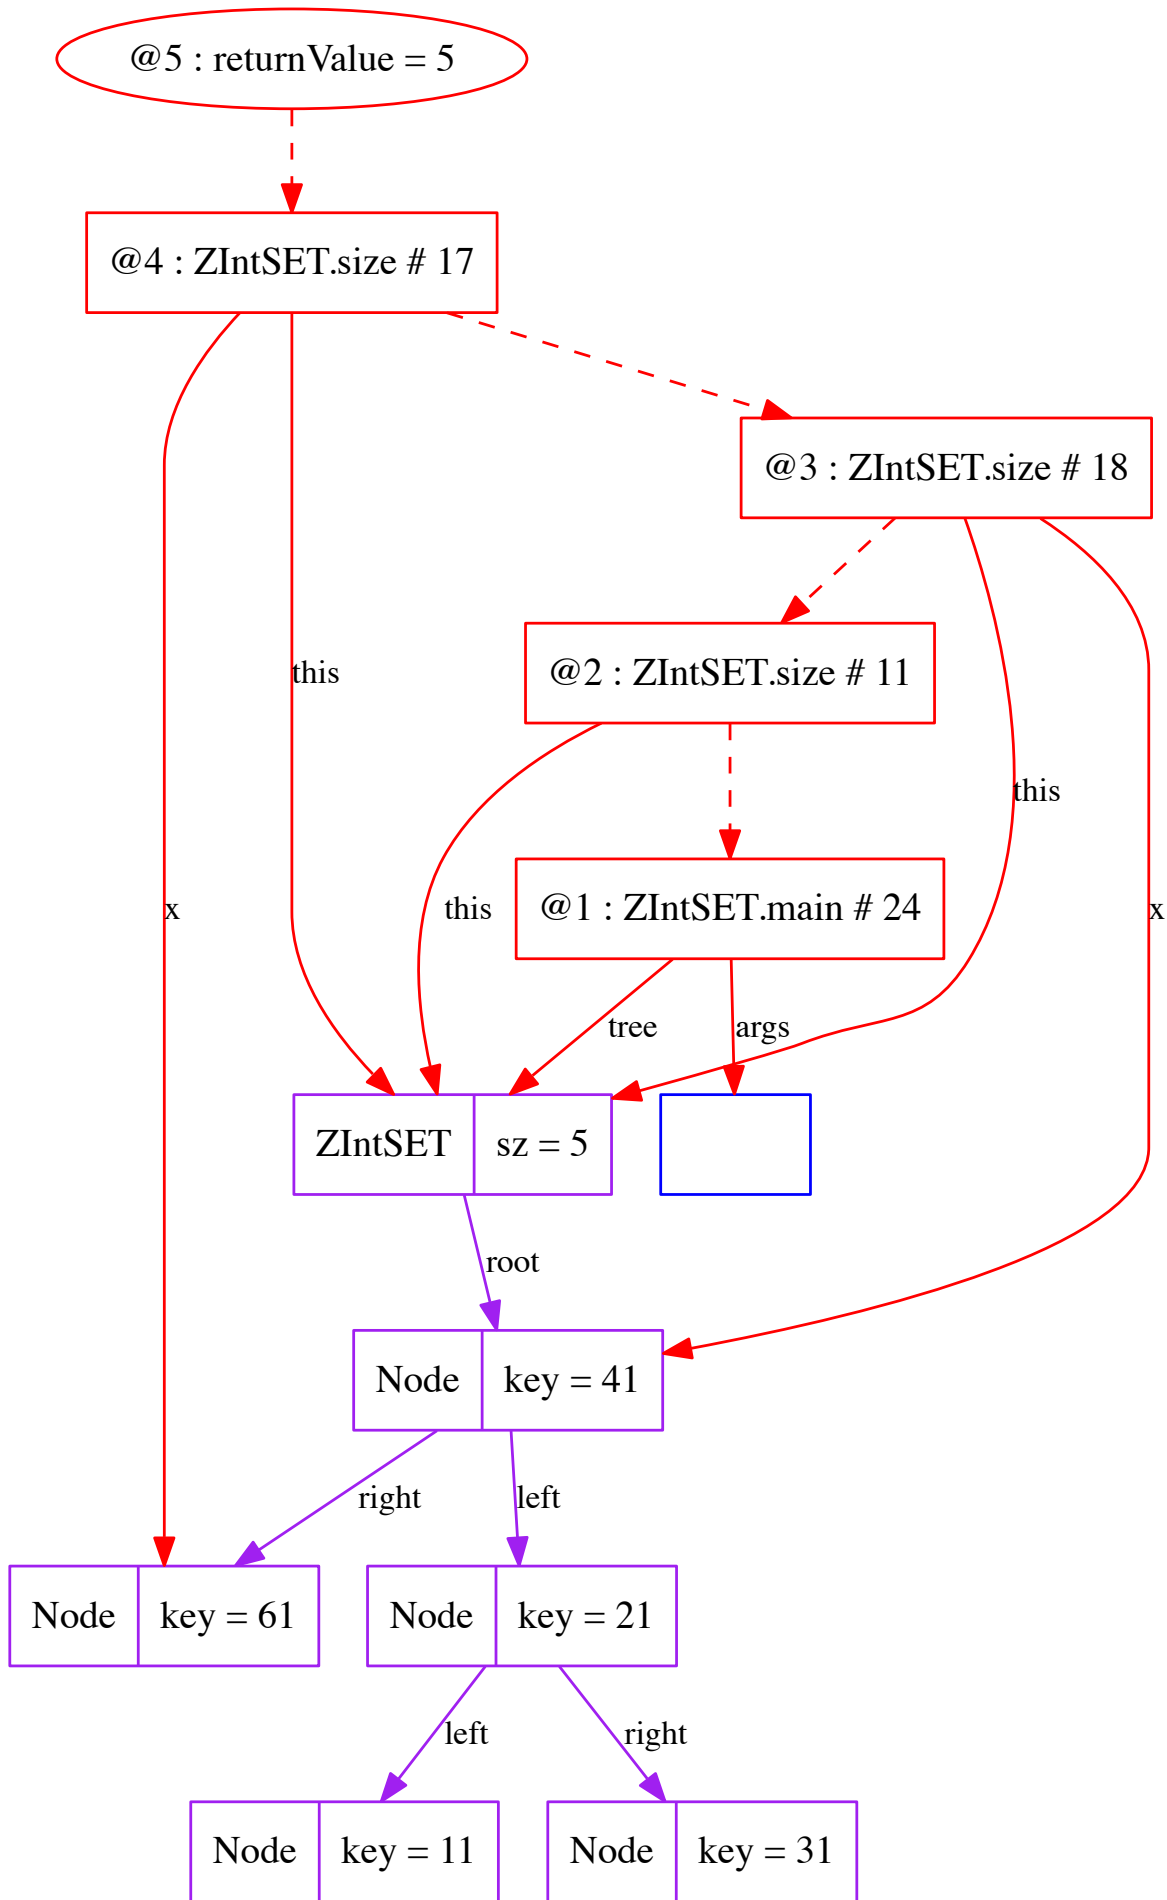 @5 : returnValue = 5
@4 : ZIntSET.size # 17
@3 : ZIntSET.size # 18
this
@2 : ZIntSET.size # 11
this
x
this
@1 : ZIntSET.main # 24
x
tree
args
ZIntSET
sz = 5
root
Node
key = 41
right
left
Node
key = 61
Node
key = 21
left
right
Node
key = 11
Node
key = 31